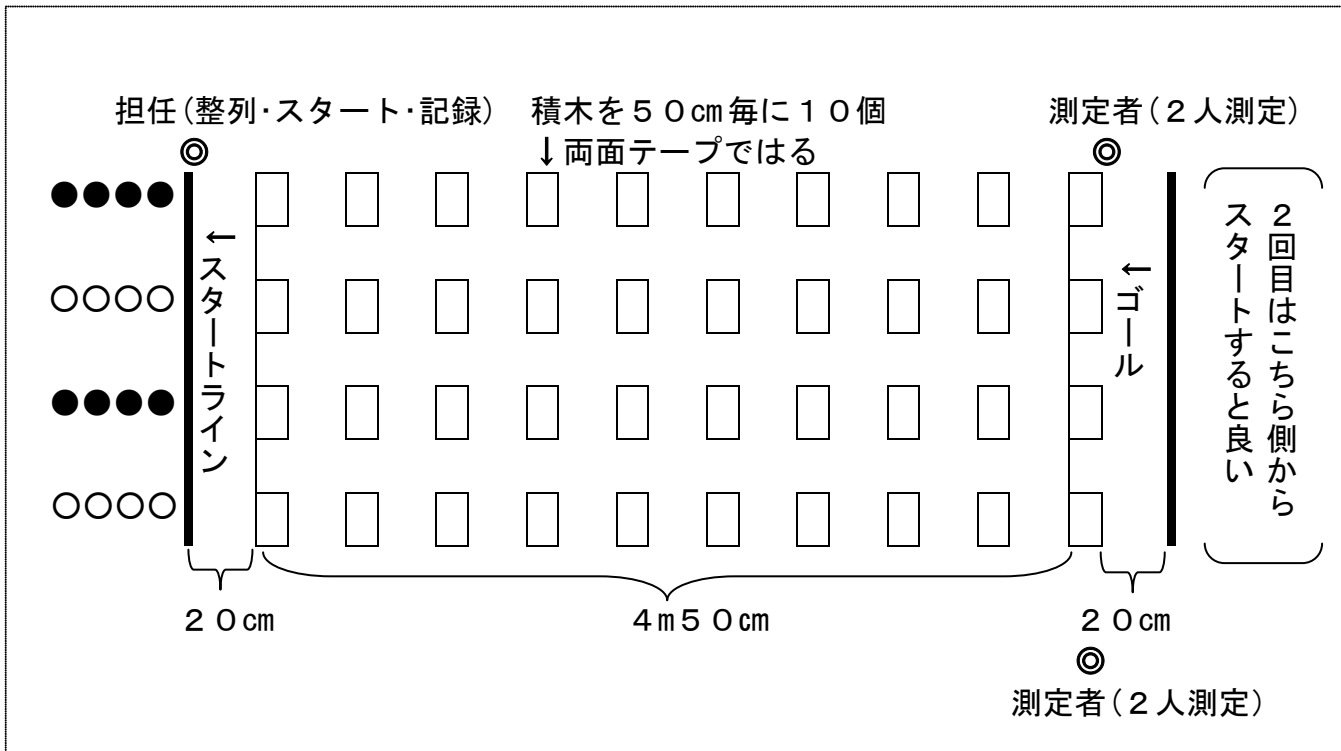 担任(整列･スタート･記録)
積木を５０㎝毎に１０個
↓両面テープではる
測定者(２人測定)
◎
◎
●●●●
○○○○
●●●●
○○○○
←スタートライン
←ゴール
２回目はこちら側から
スタートすると良い
２０㎝
４ｍ５０㎝
２０㎝
◎
測定者(２人測定)